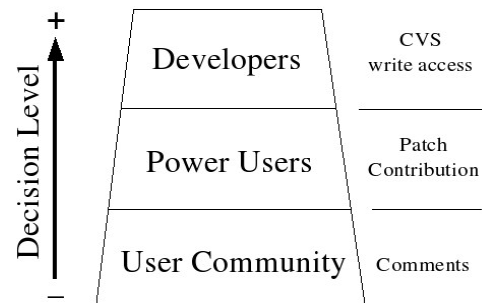 +
Developers
CVS
write access
Decision Level
Power Users
Patch
Contribution
User Community
Comments
–